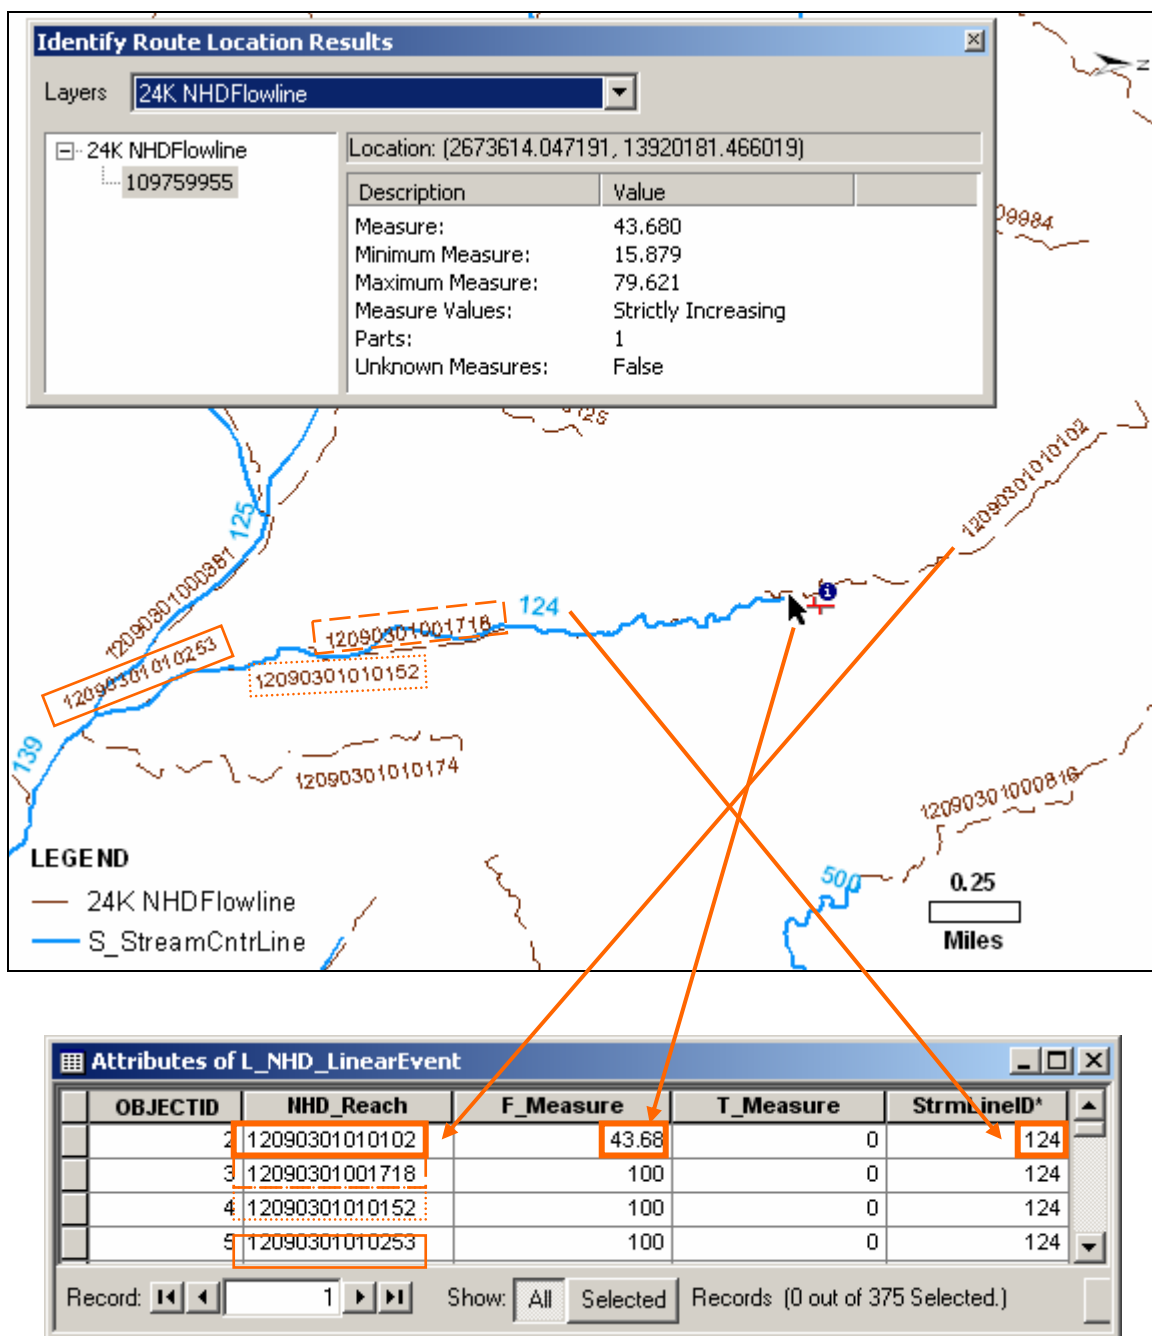 Identify Route Location Results
Layers 24K NHDFlowline
24K NHDFlowline
109759955
Location: (2673614.047191, 13920181.466019)
Description Value
Measure: 43.680
Minimum Measure: 15.879
Maximum Measure: 79.621
Measure Values: Strictly Increasing
Parts: 1
Unknown Measures: False
N
09984
12090301010102
125
12090301000381
124
12090301001718
12090301010253
12090301010152
139
12090301010174
12090301000816
500
LEGEND
24K NHDFlowline
S_StreamCntrLine
0.25
Miles
Attributes of L_NHD_LinearEvent
OBJECTID NHD_Reach F_Measure T_Measure StrmLineID*
2 12090301010102 43.68 0 124
3 12090301001718 100 0 124
4 12090301010152 100 0 124
5 12090301010253 100 0 124
Record: 1 Show: All Selected Records (0 out of 375 Selected.)